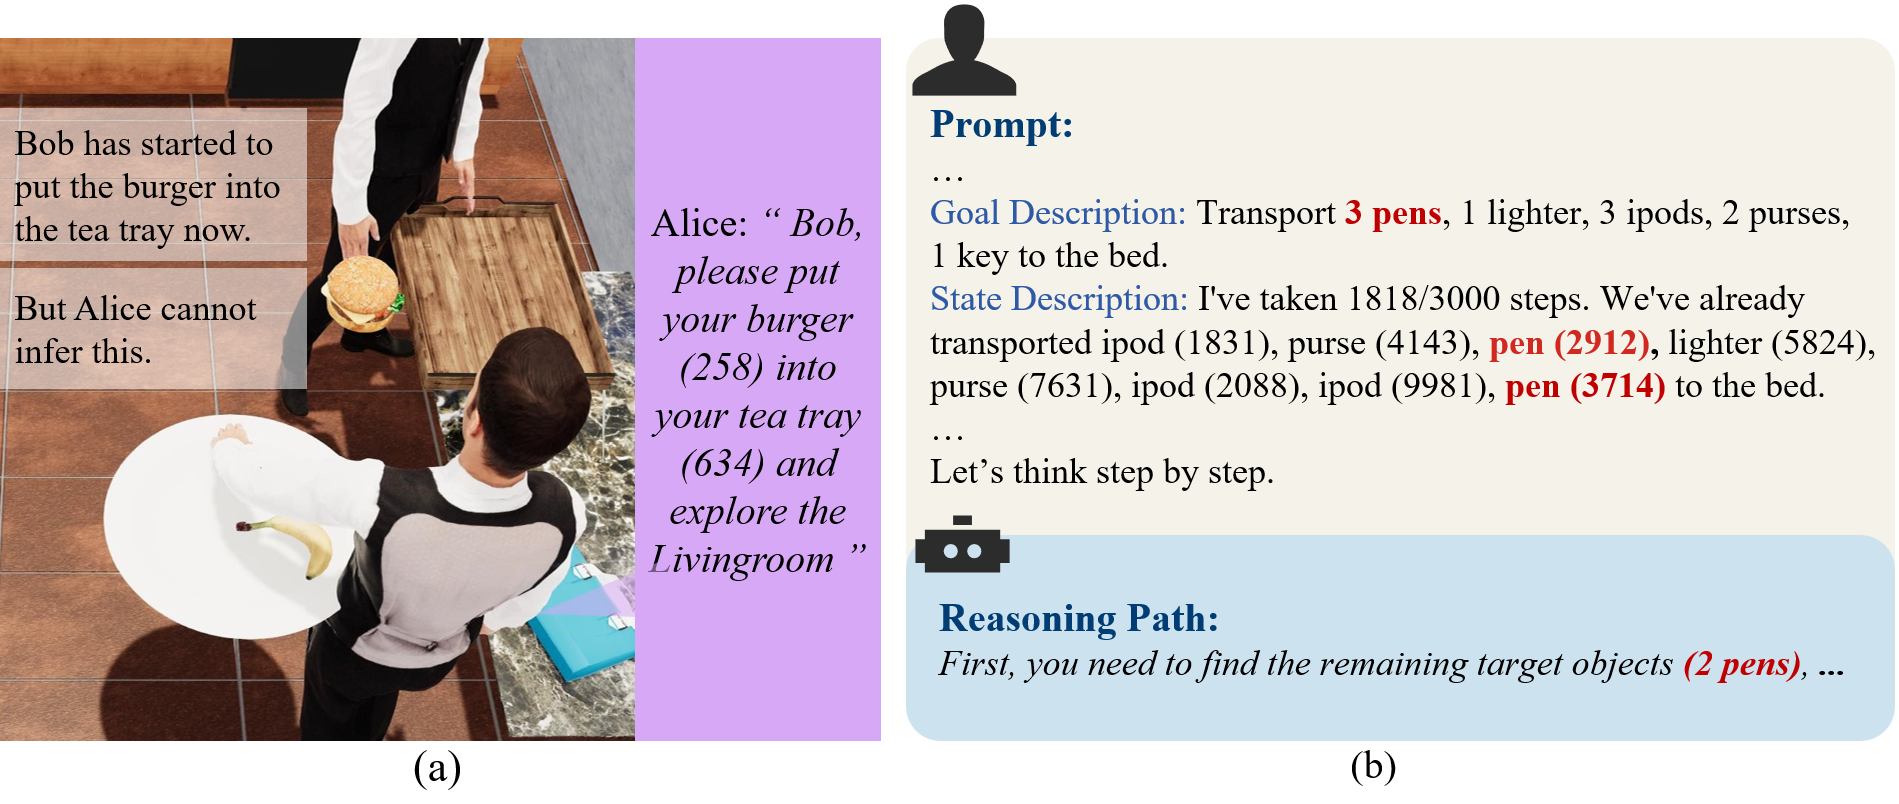 Bob has started to
put the burger into
the tea tray now.
But Alice cannot
infer this.
Alice: “ Bob,
please put
your burger
(258) into
your tea tray
(634) and
explore the
Livingroom ”
(a)
Prompt:
…
Goal Description: Transport 3 pens, 1 lighter, 3 ipods, 2 purses,
1 key to the bed.
State Description: I've taken 1818/3000 steps. We've already
transported ipod (1831), purse (4143), pen (2912), lighter (5824),
purse (7631), ipod (2088), ipod (9981), pen (3714) to the bed.
…
Let’s think step by step.
Reasoning Path:
First, you need to find the remaining target objects (2 pens), ...
(b)